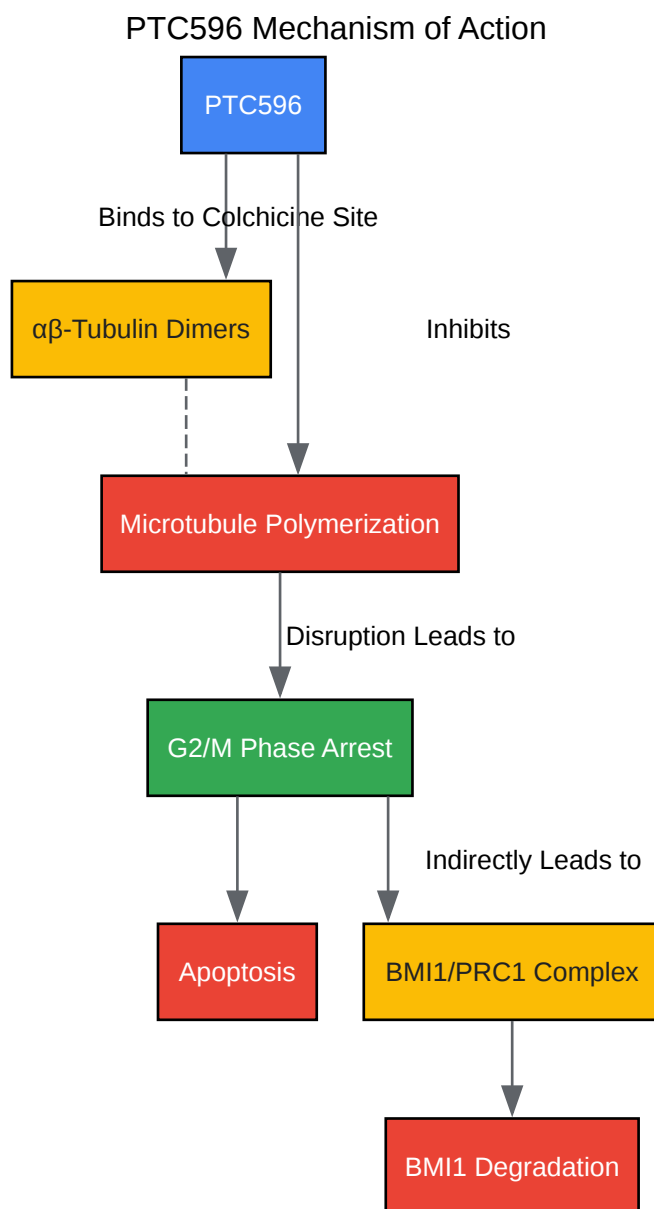 PTC596 Mechanism of Action
PTC596
Binds to Colchicine Site
αβ-Tubulin Dimers
Inhibits
Microtubule Polymerization
Disruption Leads to
G2/M Phase Arrest
Indirectly Leads to
Apoptosis
BMI1/PRC1 Complex
BMI1 Degradation